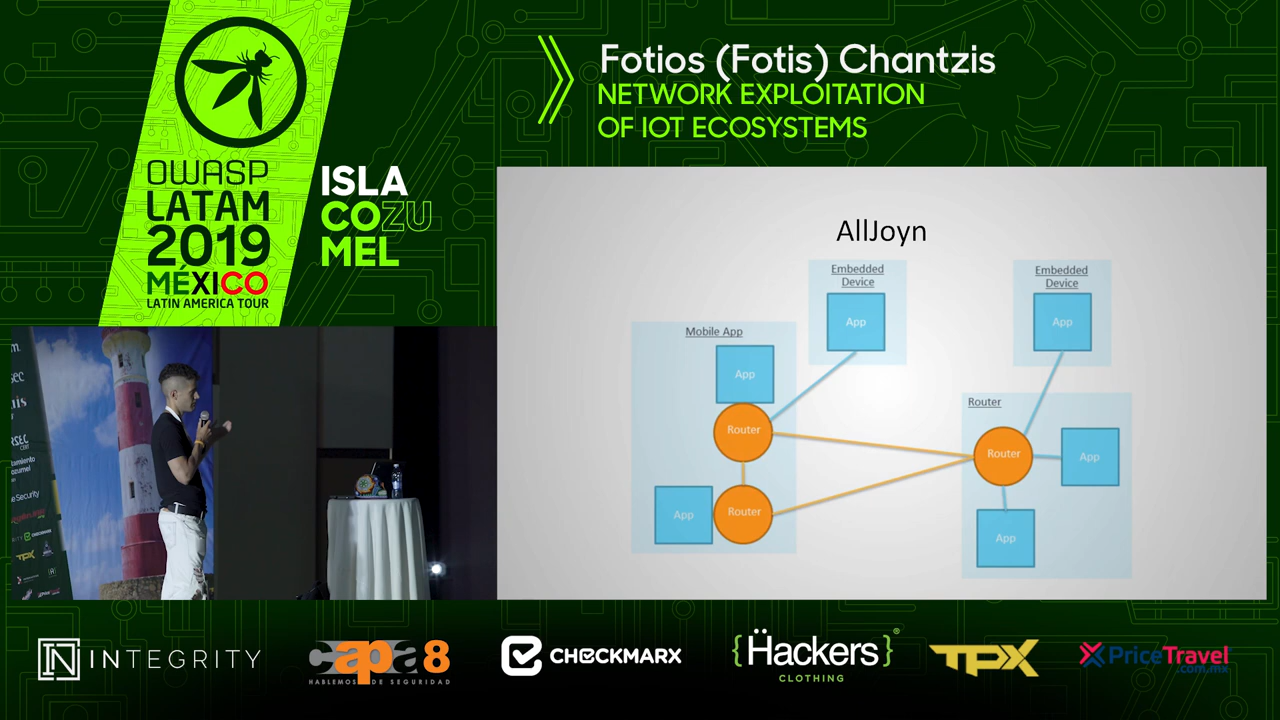 OWASP
LATAM
2019
MÉXICO
LATIN AMERICA TOUR
ISLA
COZU
MEL
Fotios (Fotis) Chantzis
NETWORK EXPLOITATION
OF IOT ECOSYSTEMS
AllJoyn
Embedded
Device
App
Embedded
Device
App
Mobile App
App
Router
App
Router
Router
Router
App
App
CHECKMARX
TPX
INTEGRITY
capa8
HABLEMOS DE SEGURIDAD
CHECKMARX
{Hackers}®
CLOTHING
TPX
PriceTravel
.com.mx